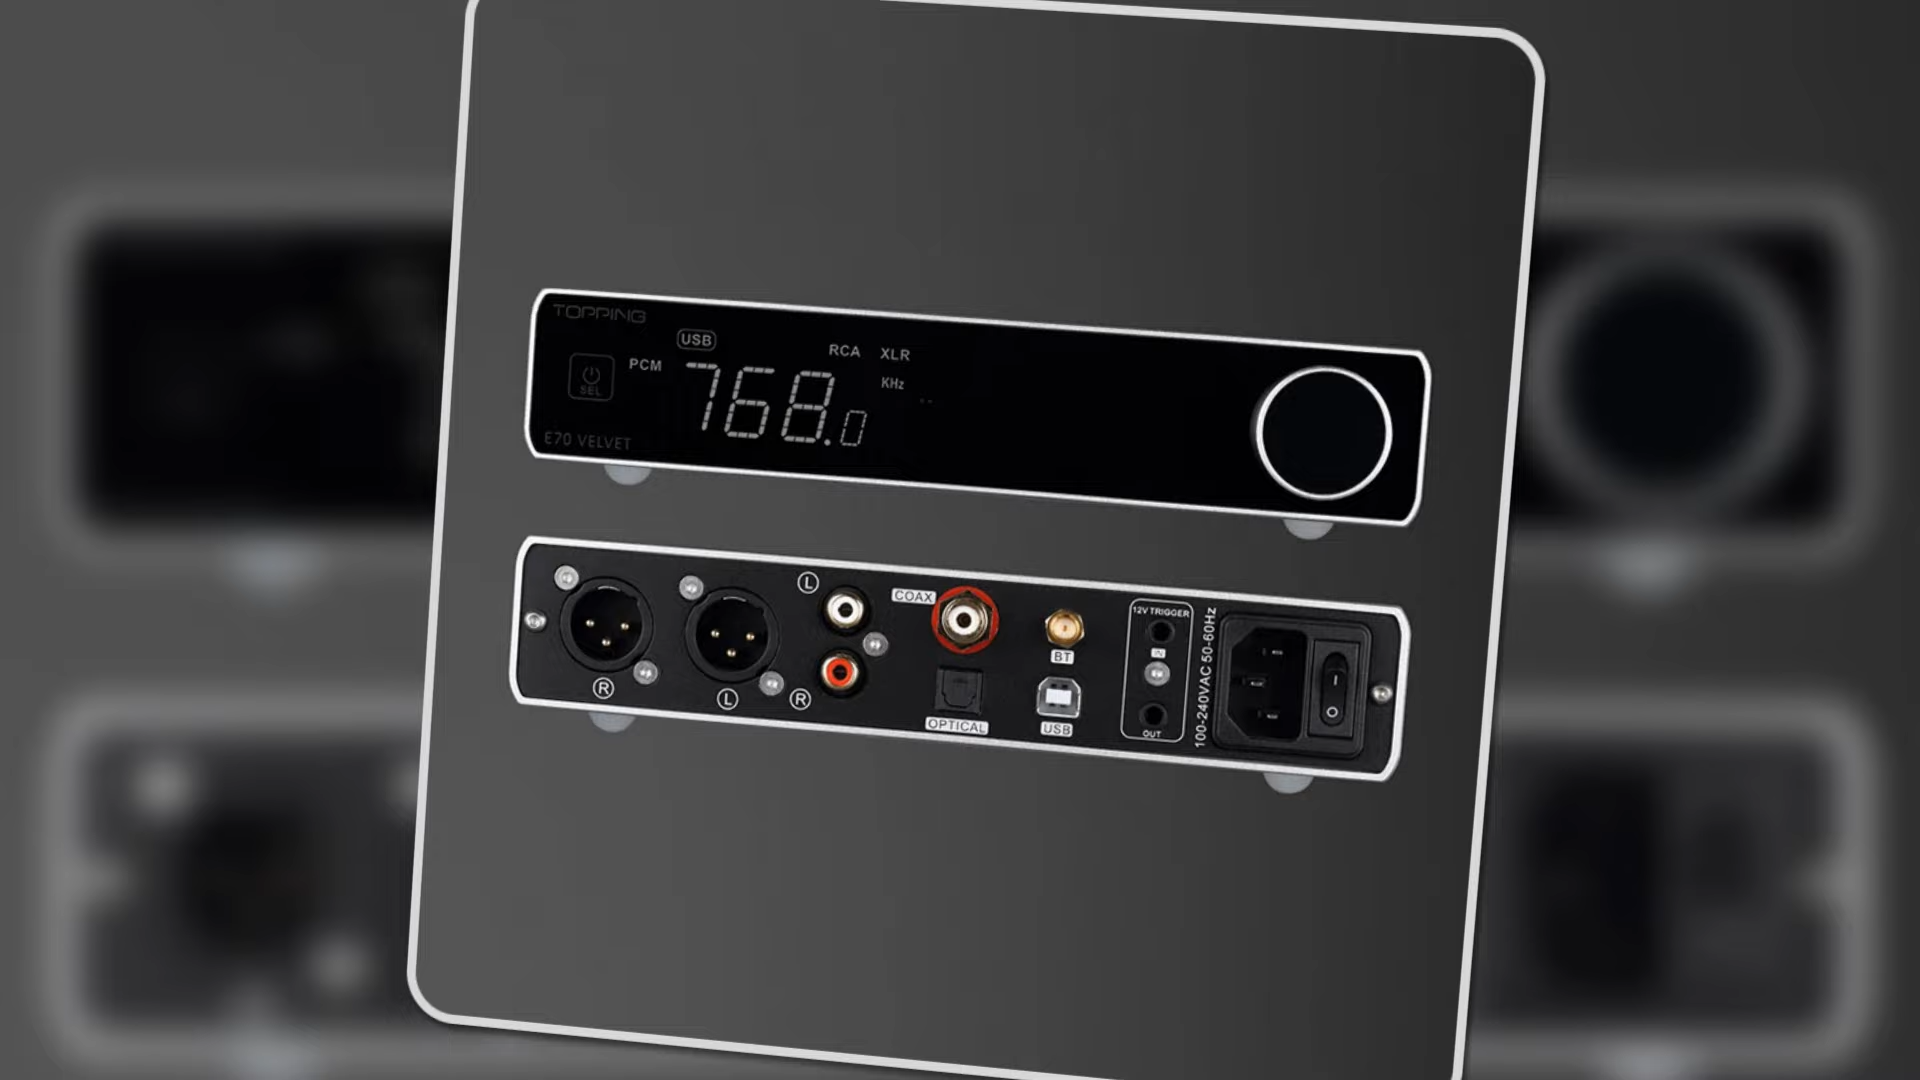 TOPPING
USB
RCA XLR
PCM
768.0
KHz
SEL
E70 VELVET
L
COAX
12V TRIGGER
IN
BT
R
L
R
OPTICAL
USB
OUT
100-240VAC 50-60Hz